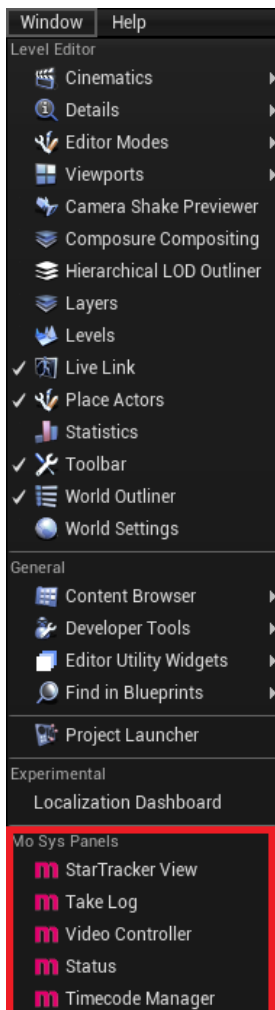 Window Help
Level Editor
Cinematics
Details
Editor Modes
Viewports
Camera Shake Previewer
Composure Compositing
Hierarchical LOD Outliner
Layers
Levels
Live Link
Place Actors
Statistics
Toolbar
World Outliner
World Settings
General
Content Browser
Developer Tools
Editor Utility Widgets
Find in Blueprints
Project Launcher
Experimental
Localization Dashboard
Mo Sys Panels
StarTracker View
Take Log
Video Controller
Status
Timecode Manager